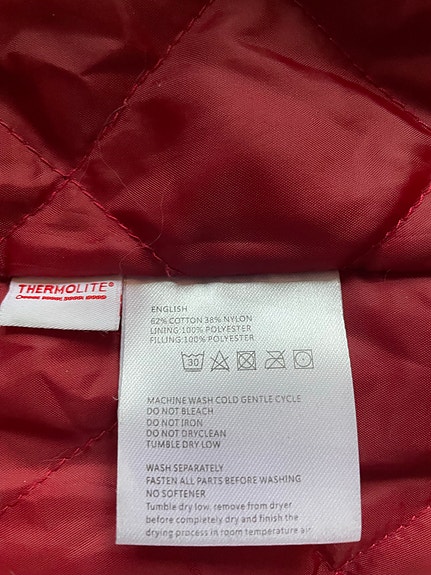 THERMOLITE®
ENGLISH
62% COTTON 38% NYLON
LINING:100% POLYESTER
FILLING:100% POLYESTER
30
MACHINE WASH COLD GENTLE CYCLE
DO NOT BLEACH
DO NOT IRON
DO NOT DRYCLEAN
TUMBLE DRY LOW
WASH SEPARATELY
FASTEN ALL PARTS BEFORE WASHING
NO SOFTENER
Tumble dry low, remove from dryer
before completely dry and finish the
drying process in room temperature air